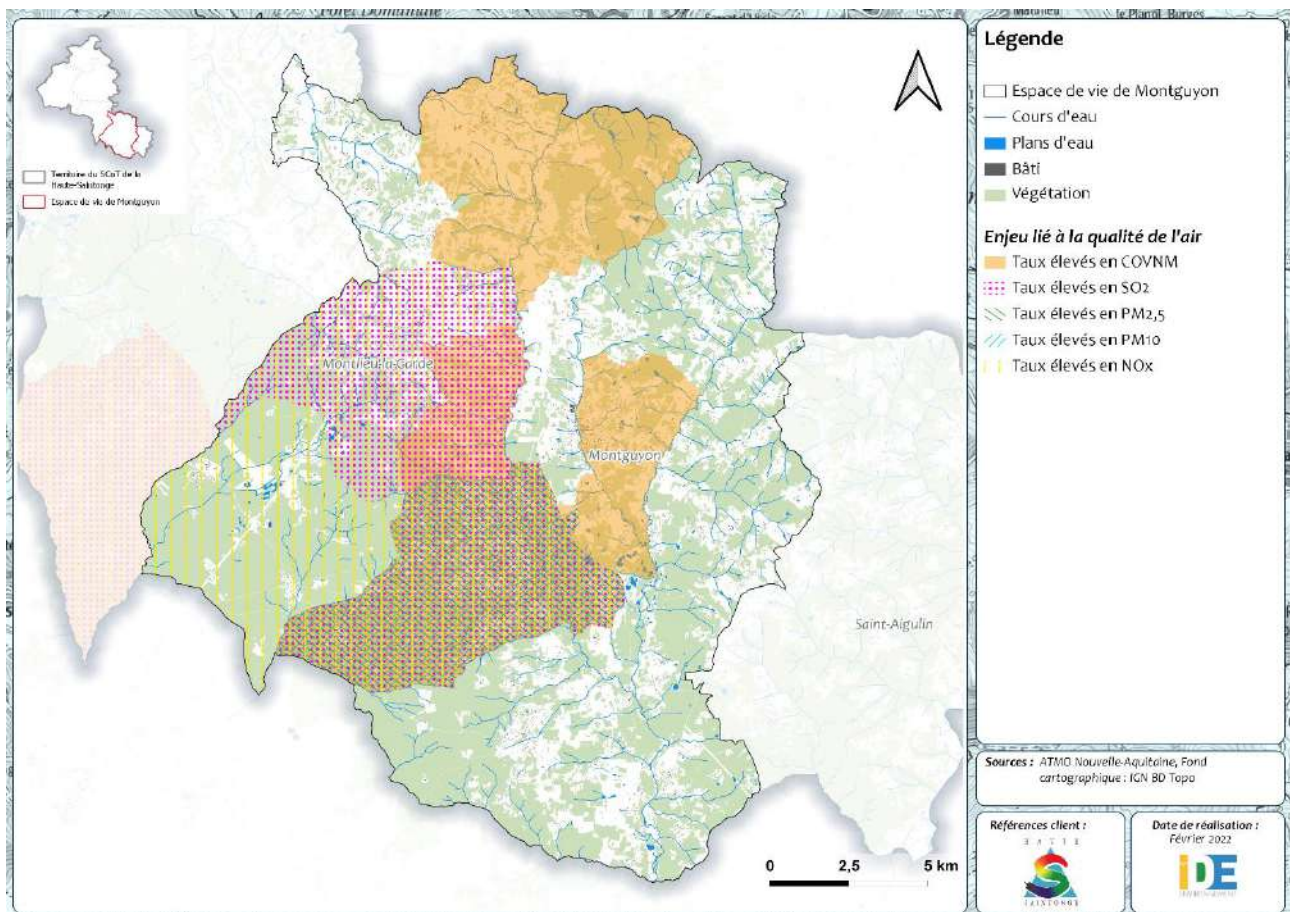 Territoire du SCoT de la
Haute-Saintonge
Espace de vie de Montguyon
Montlieu-la-Garde
Montguyon
Saint-Aigulin
0 2,5 5 km
Légende
Espace de vie de Montguyon
Cours d'eau
Plans d'eau
Bâti
Végétation
Enjeu lié à la qualité de l'air
Taux élevés en COVNM
Taux élevés en SO2
Taux élevés en PM2,5
Taux élevés en PM10
Taux élevés en NOx
Sources : ATMO Nouvelle-Aquitaine, Fond
cartographique : IGN BD Topo
Références client :
Date de réalisation :
Février 2022
IDE